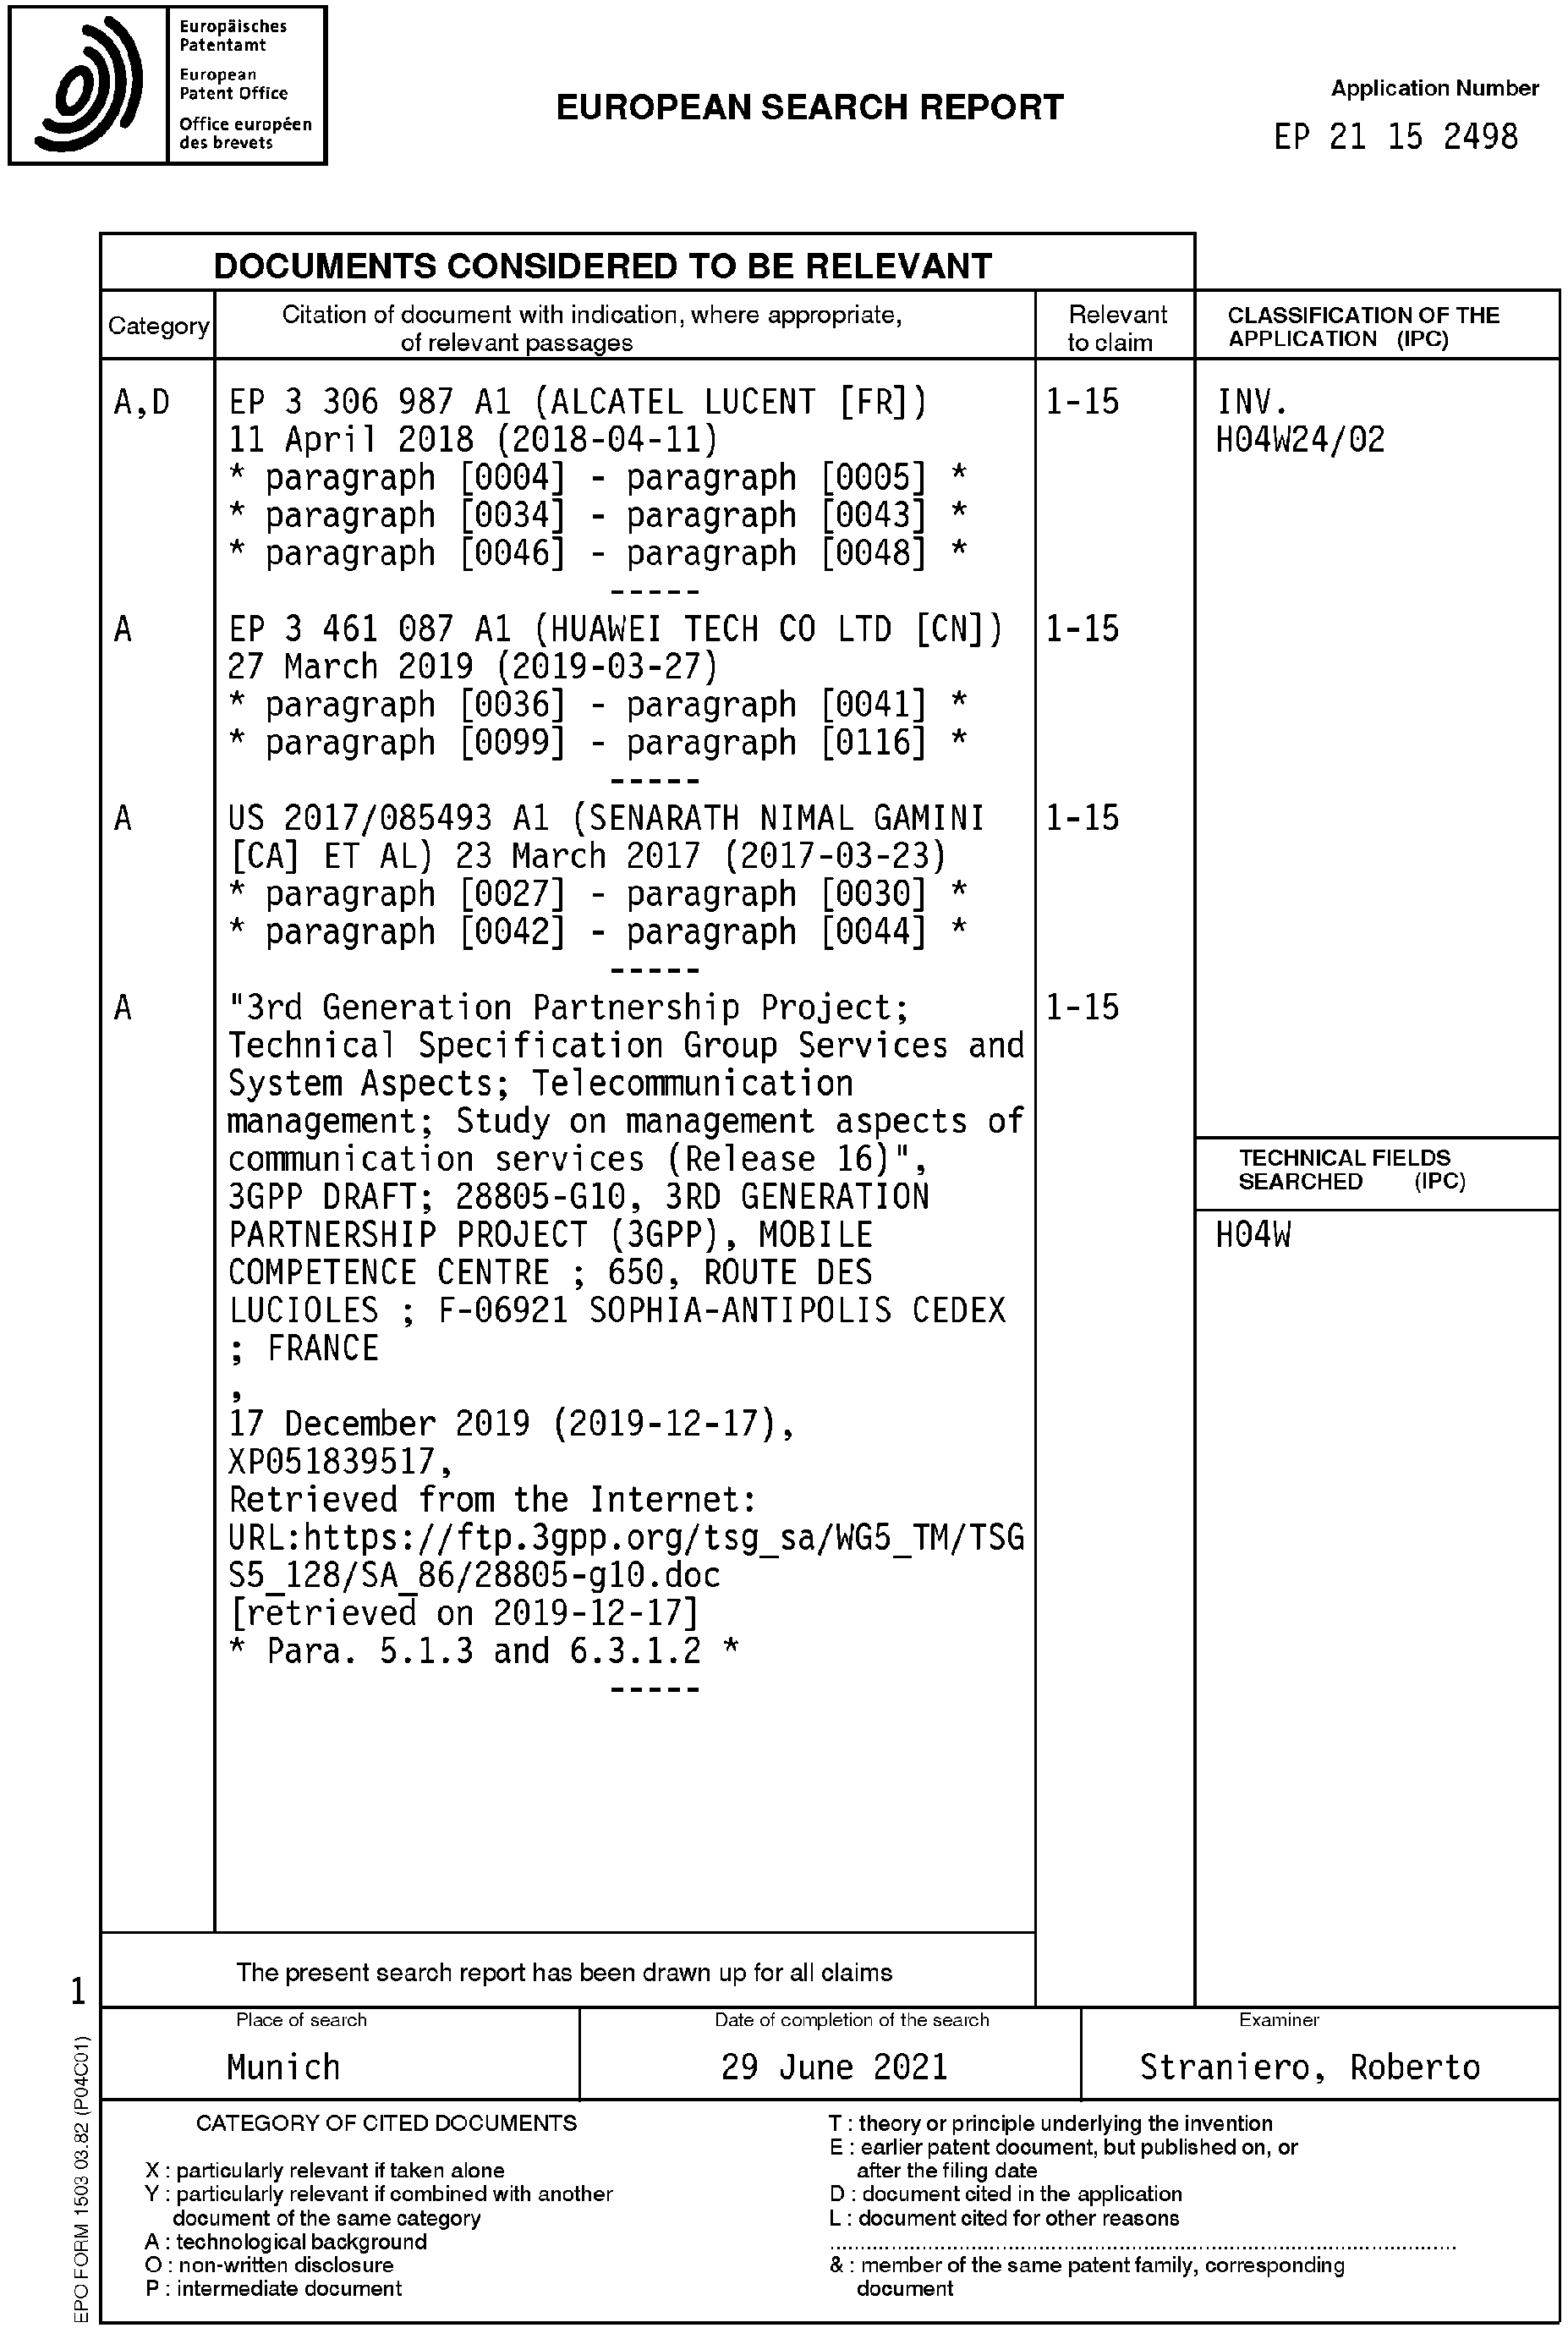 Europäisches
Patentamt
European
Patent Office
Office européen
des brevets
EUROPEAN SEARCH REPORT
Application Number
EP 21 15 2498
DOCUMENTS CONSIDERED TO BE RELEVANT
Category
Citation of document with indication, where appropriate,
of relevant passages
Relevant
to claim
CLASSIFICATION OF THE
APPLICATION (IPC)
A,D
EP 3 306 987 A1 (ALCATEL LUCENT [FR])
11 April 2018 (2018-04-11)
* paragraph [0004] - paragraph [0005] *
* paragraph [0034] - paragraph [0043] *
* paragraph [0046] - paragraph [0048] *
-----
1-15
INV.
H04W24/02
A
EP 3 461 087 A1 (HUAWEI TECH CO LTD [CN])
27 March 2019 (2019-03-27)
* paragraph [0036] - paragraph [0041] *
* paragraph [0099] - paragraph [0116] *
-----
1-15
A
US 2017/085493 A1 (SENARATH NIMAL GAMINI
[CA] ET AL) 23 March 2017 (2017-03-23)
* paragraph [0027] - paragraph [0030] *
* paragraph [0042] - paragraph [0044] *
-----
1-15
A
"3rd Generation Partnership Project;
Technical Specification Group Services and
System Aspects; Telecommunication
management; Study on management aspects of
communication services (Release 16)",
3GPP DRAFT; 28805-G10, 3RD GENERATION
PARTNERSHIP PROJECT (3GPP), MOBILE
COMPETENCE CENTRE ; 650, ROUTE DES
LUCIOLES ; F-06921 SOPHIA-ANTIPOLIS CEDEX
; FRANCE
,
17 December 2019 (2019-12-17),
XP051839517,
Retrieved from the Internet:
URL:https://ftp.3gpp.org/tsg_sa/WG5_TM/TSG
S5_128/SA_86/28805-g10.doc
[retrieved on 2019-12-17]
* Para. 5.1.3 and 6.3.1.2 *
-----
1-15
TECHNICAL FIELDS
SEARCHED (IPC)
H04W
The present search report has been drawn up for all claims
1
Place of search
Munich
Date of completion of the search
29 June 2021
Examiner
Straniero, Roberto
EPO FORM 1503 03.82 (P04C01)
CATEGORY OF CITED DOCUMENTS
X : particularly relevant if taken alone
Y : particularly relevant if combined with another
document of the same category
A : technological background
O : non-written disclosure
P : intermediate document
T : theory or principle underlying the invention
E : earlier patent document, but published on, or
after the filing date
D : document cited in the application
L : document cited for other reasons
& : member of the same patent family, corresponding
document